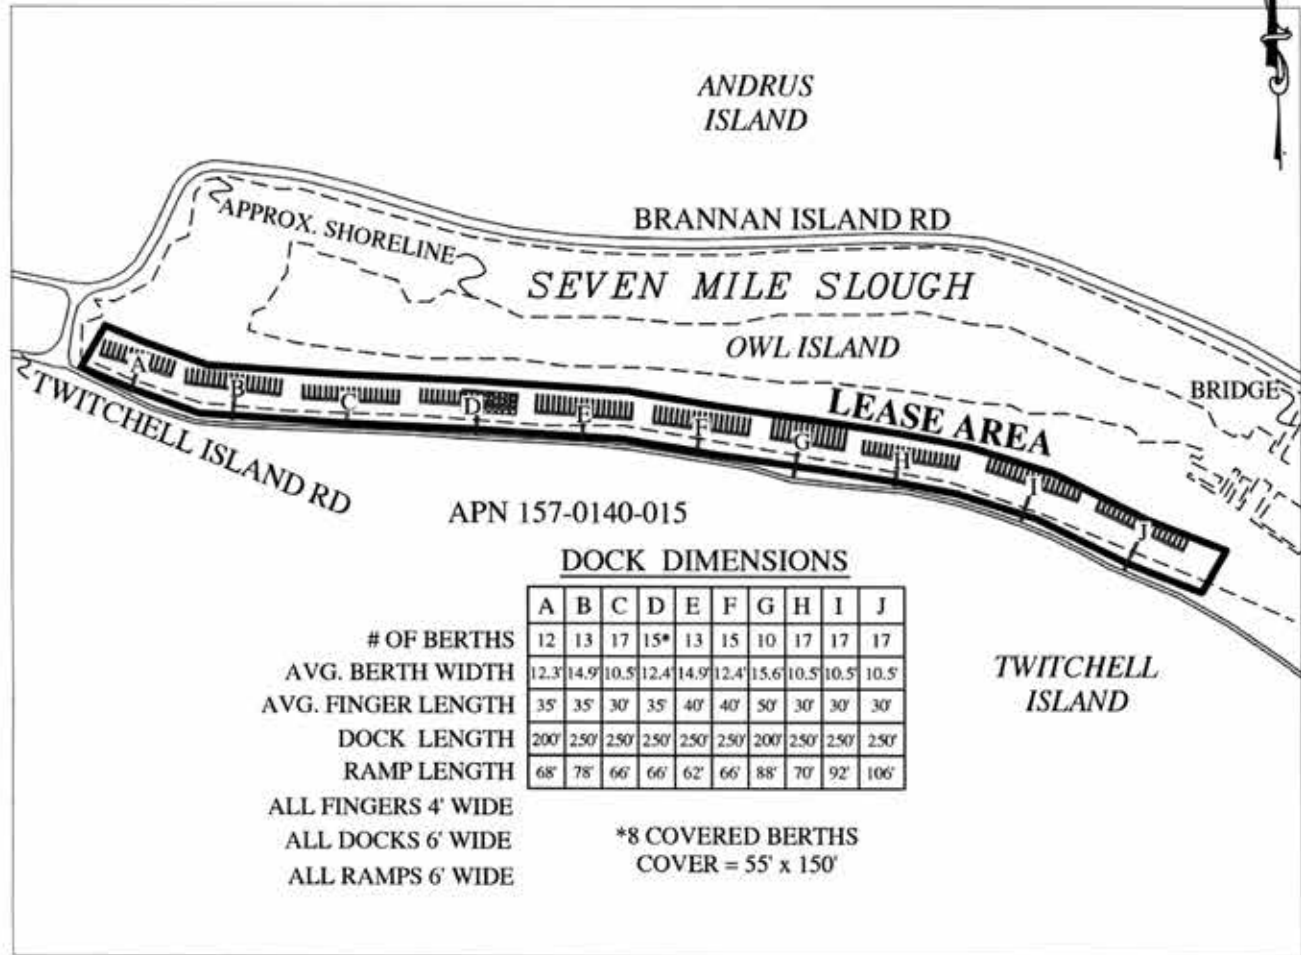 ANDRUS
ISLAND
BRANNAN ISLAND RD
APPROX. SHORELINE
SEVEN MILE SLOUGH
OWL ISLAND
BRIDGE
LEASE AREA
A
B
C
D
E
F
G
H
I
J
TWITCHELL ISLAND RD
APN 157-0140-015
DOCK DIMENSIONS
A B C D E F G H I J
# OF BERTHS 12 13 17 15* 13 15 10 17 17 17
AVG. BERTH WIDTH 12.3' 14.9' 10.5' 12.4' 14.9' 12.4' 15.6' 10.5' 10.5' 10.5'
AVG. FINGER LENGTH 35' 35' 30' 35' 40' 40' 50' 30' 30' 30'
DOCK LENGTH 200' 250' 250' 250' 250' 250' 200' 250' 250' 250'
RAMP LENGTH 68' 78' 66' 66' 62' 66' 88' 70' 92' 106'
TWITCHELL
ISLAND
ALL FINGERS 4' WIDE
ALL DOCKS 6' WIDE
ALL RAMPS 6' WIDE
*8 COVERED BERTHS
COVER = 55' x 150'